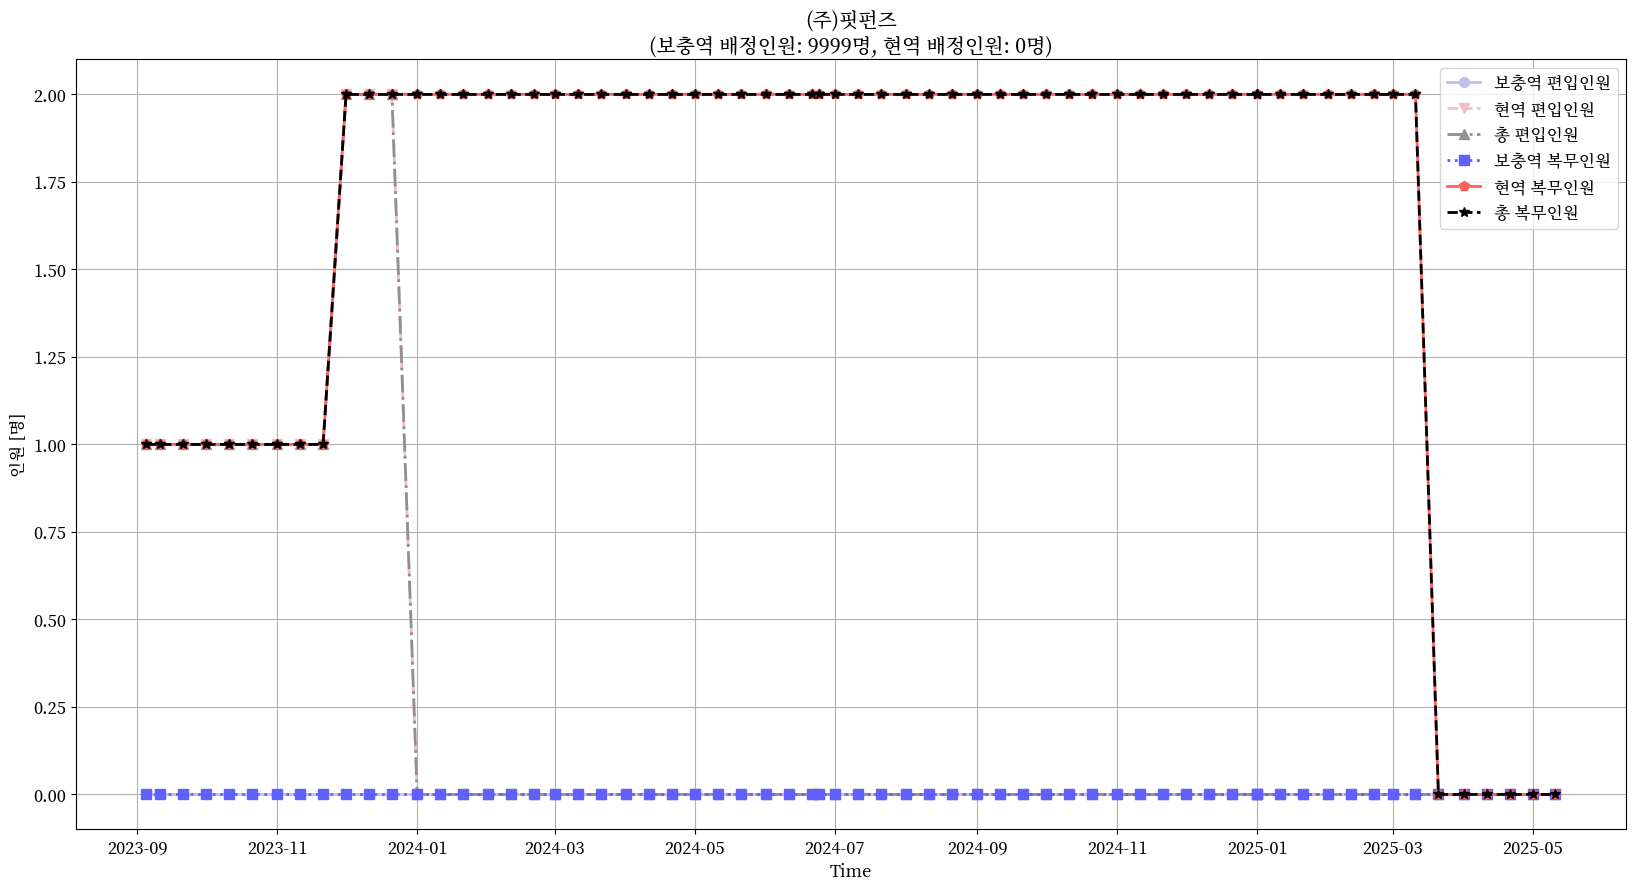 (주)핏펀즈
(보충역 배정인원: 9999명, 현역 배정인원: 0명)
보충역 편입인원
현역 편입인원
총 편입인원
보충역 복무인원
현역 복무인원
총 복무인원
인원 [명]
2.00
1.75
1.50
1.25
1.00
0.75
0.50
0.25
0.00
2023-09
2023-11
2024-01
2024-03
2024-05
2024-07
2024-09
2024-11
2025-01
2025-03
2025-05
Time